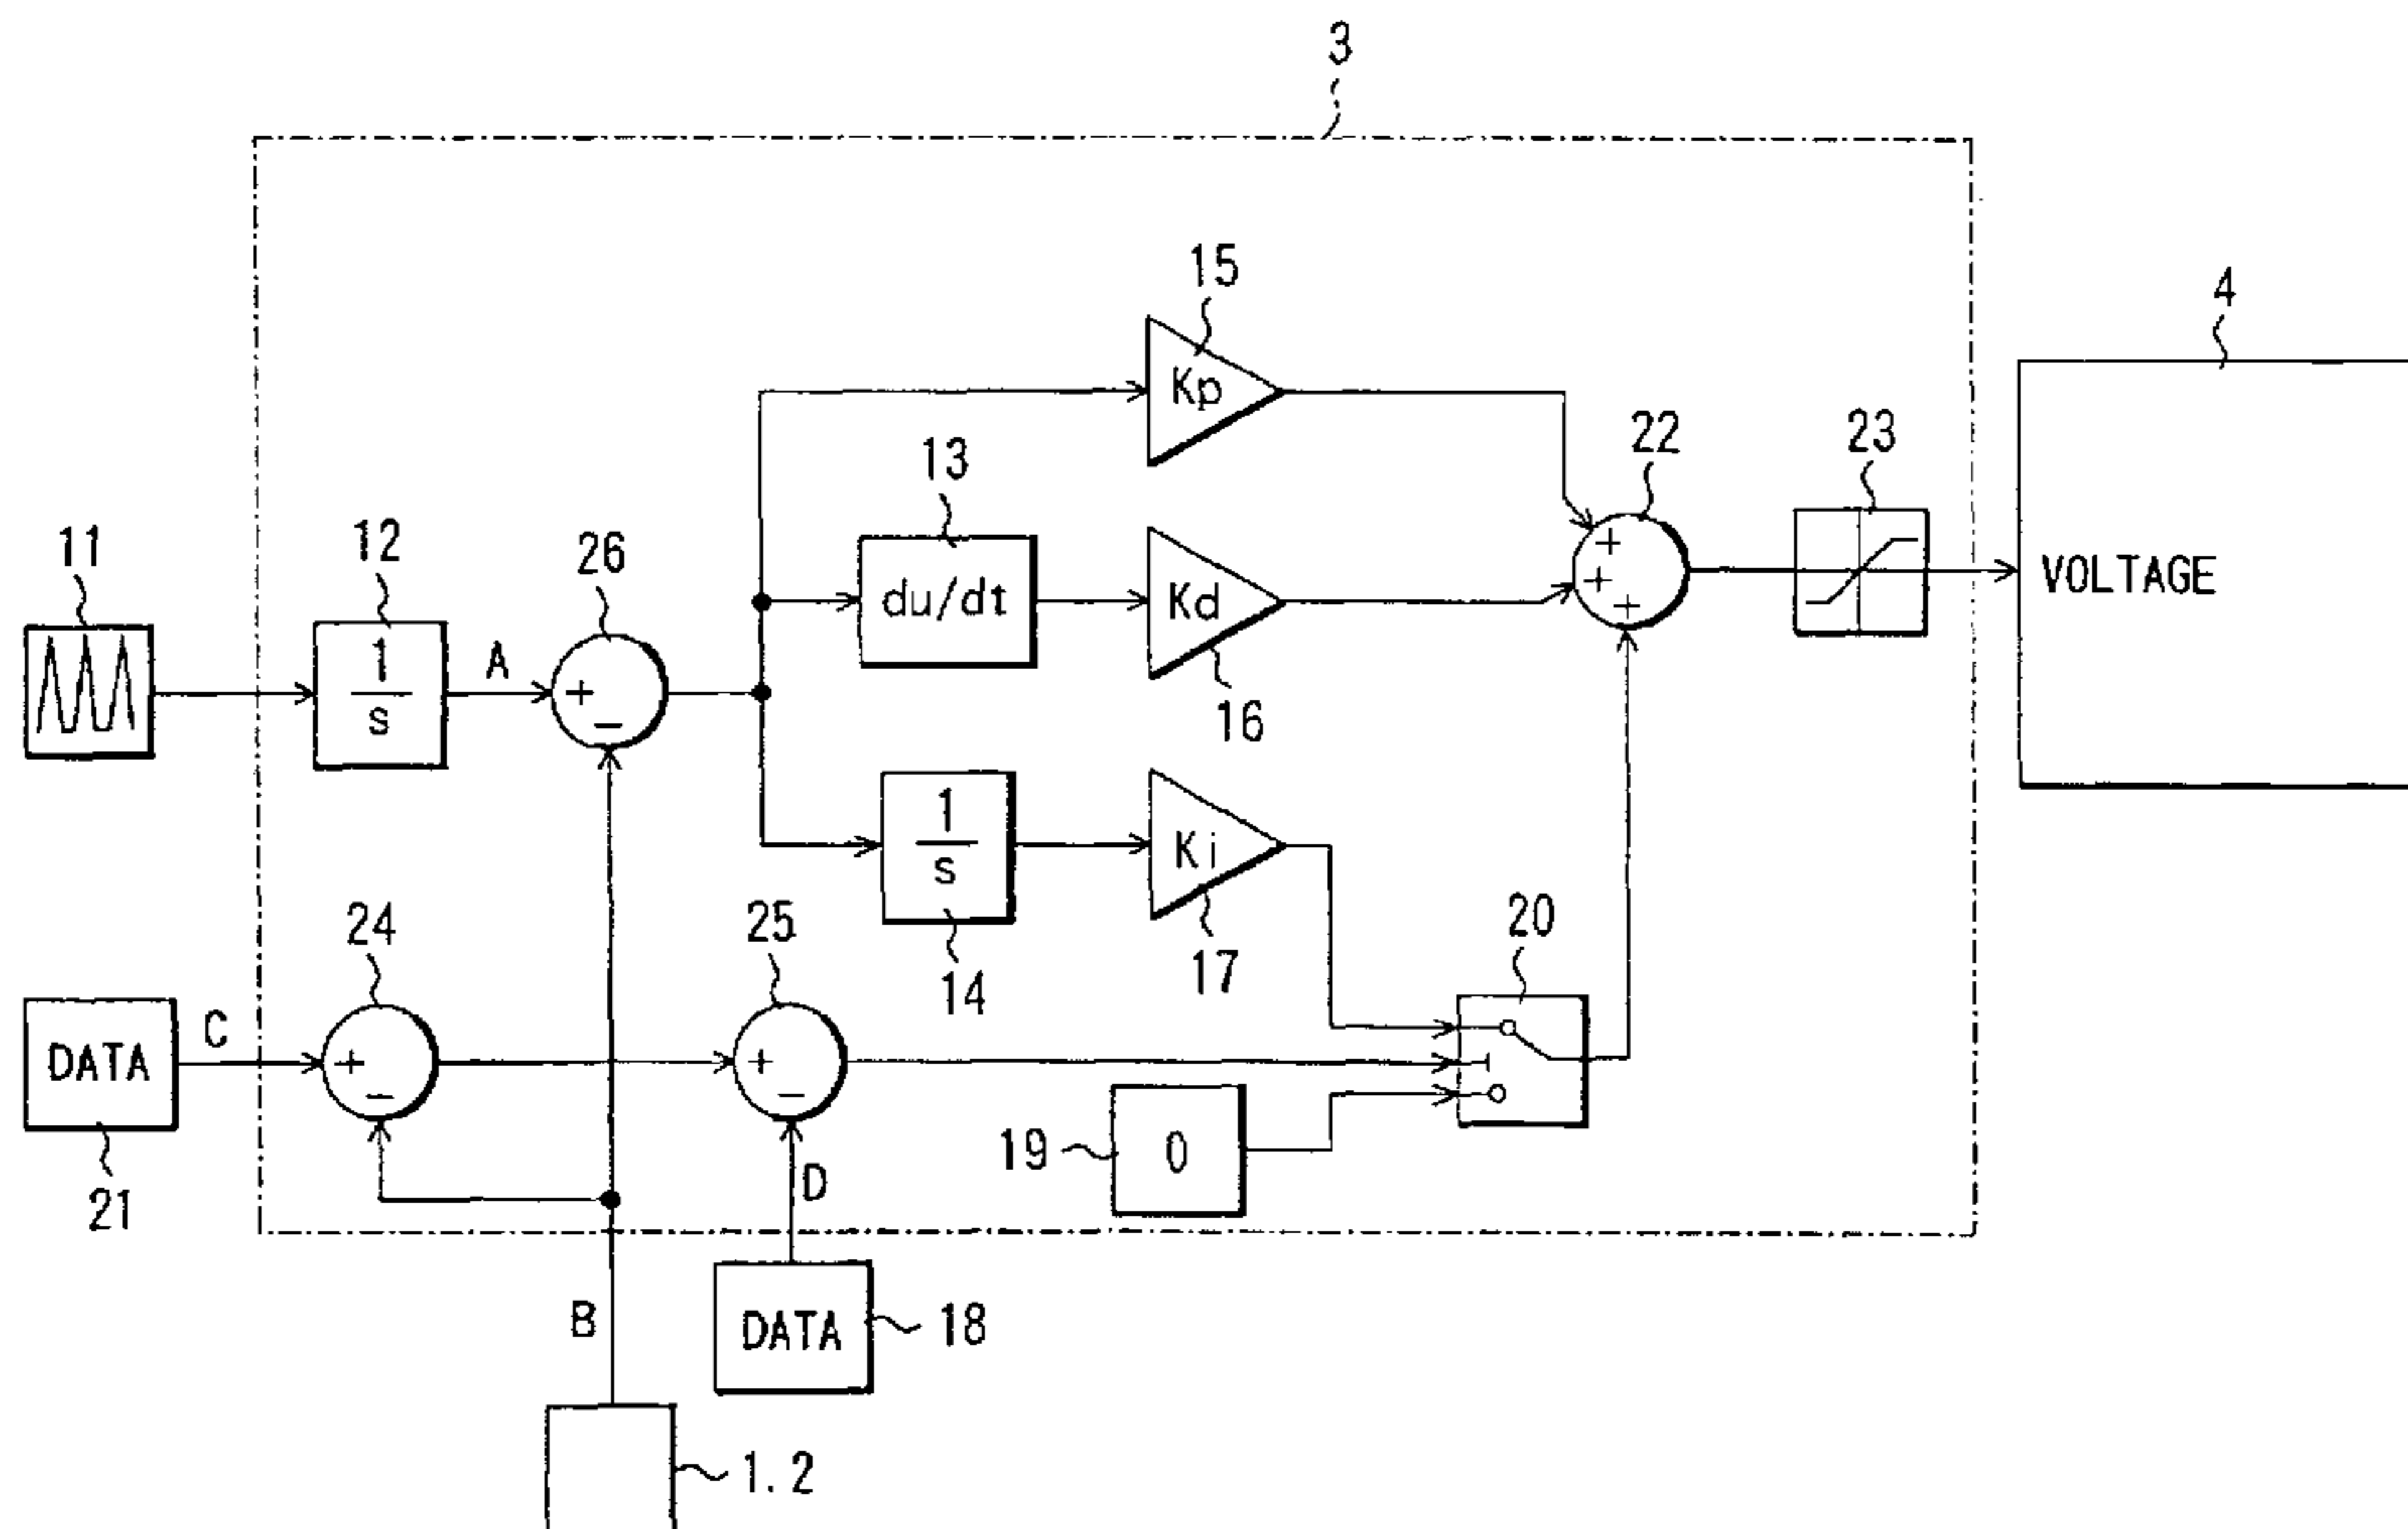 3
15
Kp
4
13
22
23
11
12
26
du/dt
Kd
VOLTAGE
1
s
A
+
−
+
+
+
16
1
s
Ki
14
17
20
24
25
DATA
C
+
−
+
−
21
D
19
0
B
DATA
18
1.2